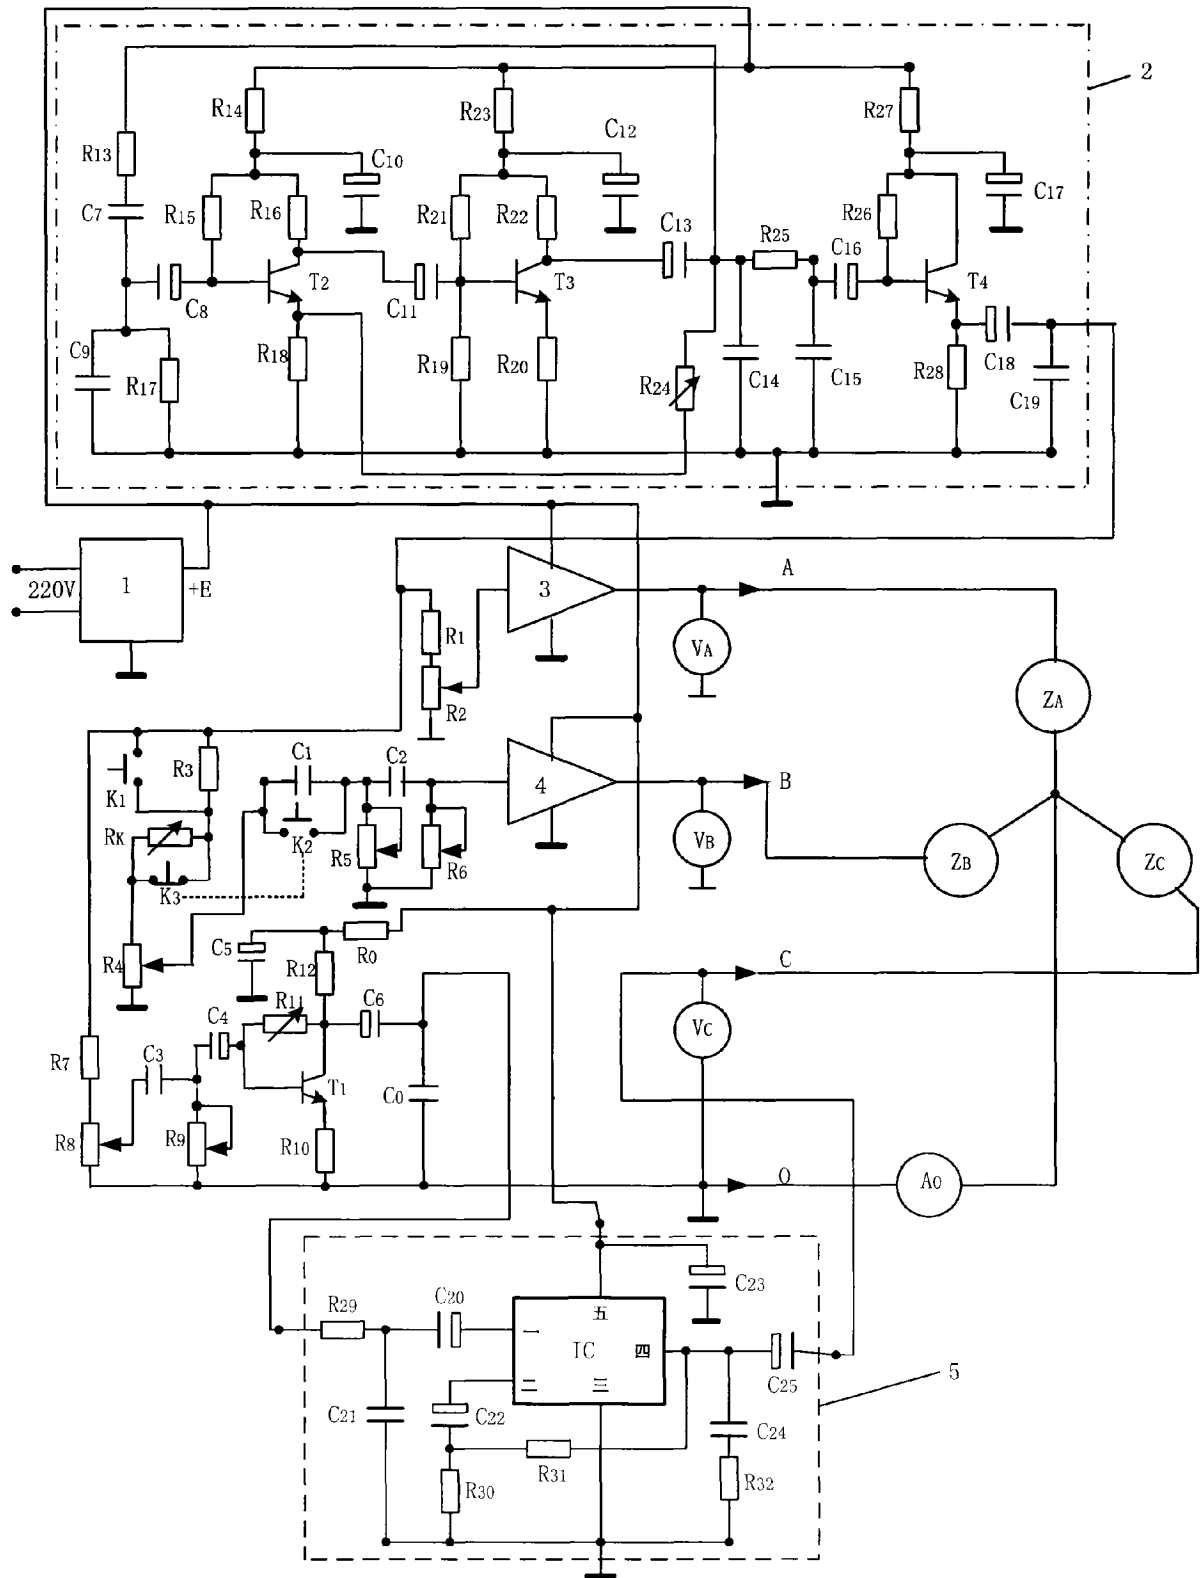 2
R14
R23
R27
C12
C10
R13
C17
C7
R15
R16
R21
R22
C13
R26
R25
C16
C8
T2
C11
T3
T4
C9
R17
R18
R19
R20
R24
C14
C15
R28
C18
C19
220V
1
+E
3
A
R1
VA
R2
ZA
K1
R3
C1
C2
4
B
RK
K2
R5
R6
VB
ZB
ZC
K3
R4
C5
R0
R12
C
R11
C6
VC
C4
C3
R7
T1
C0
R8
R9
R10
O
A0
C23
R29
C20
一
五
IC
四
二
三
C21
C22
C25
5
R31
C24
R30
R32